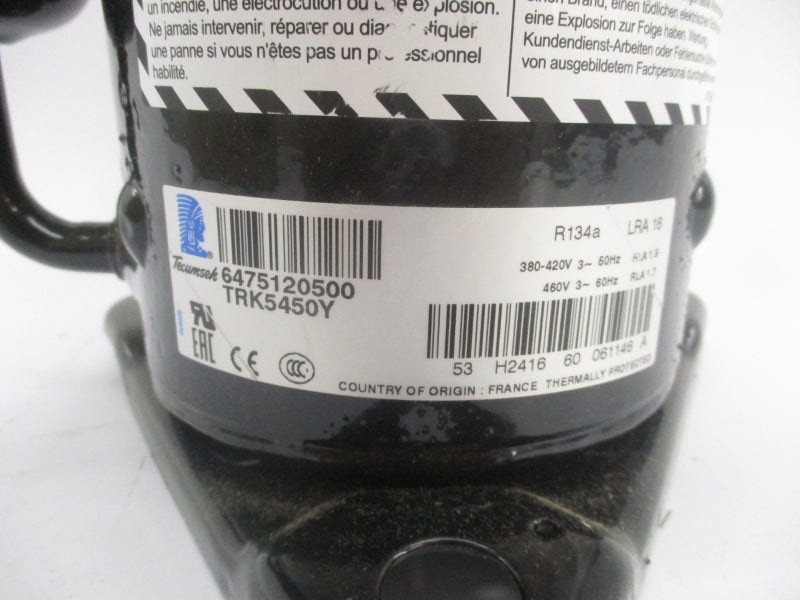 un incendie, une électrocution ou une explosion.
Ne jamais intervenir, réparer ou diagnostiquer
une panne si vous n'êtes pas un professionnel
habilité.
einen Brand, einen tödlichen elektrischen
eine Explosion zur Folge haben. Wartung,
Kundendienst-Arbeiten oder Fehlersuche
von ausgebildetem Fachpersonal
Tecumseh
6475120500
TRK5450Y
R134a LRA 16
380-420V 3~ 50Hz RLA 1.9
460V 3~ 60Hz RLA 1.7
53 H2416 60 061146 A
EAC CE CCC
COUNTRY OF ORIGIN : FRANCE THERMALLY PROTECTED